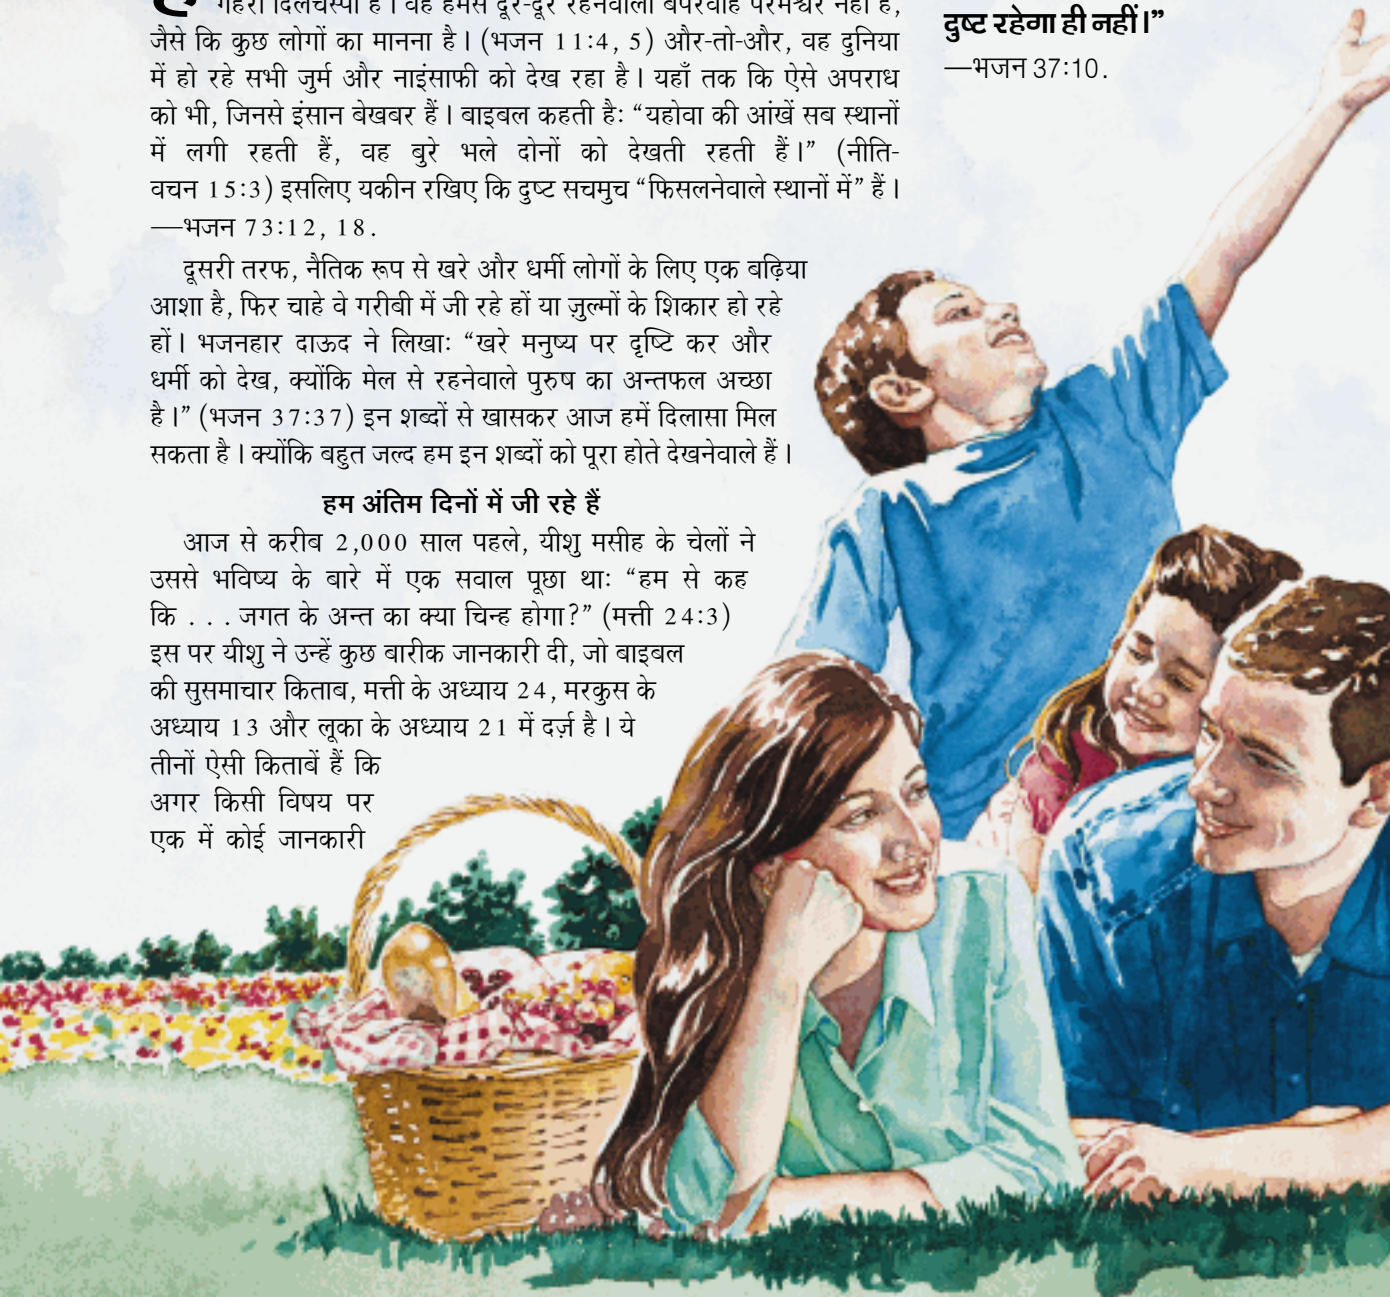 गहरी दिलचस्पी है। वह हमसे दूर-दूर रहनेवाला बेपरवाह परमेश्वर नहीं है,
जैसे कि कुछ लोगों का मानना है। (भजन 11:4, 5) और-तो-और, वह दुनिया
में हो रहे सभी जुर्म और नाइंसाफी को देख रहा है। यहाँ तक कि ऐसे अपराध
को भी, जिनसे इंसान बेखबर हैं। बाइबल कहती है: “यहोवा की आंखें सब स्थानों
में लगी रहती हैं, वह बुरे भले दोनों को देखती रहती हैं।” (नीति-
वचन 15:3) इसलिए यकीन रखिए कि दुष्ट सचमुच “फिसलनेवाले स्थानों में” हैं।
—भजन 73:12, 18.
दूसरी तरफ, नैतिक रूप से खरे और धर्मी लोगों के लिए एक बढ़िया
आशा है, फिर चाहे वे गरीबी में जी रहे हों या ज़ुल्मों के शिकार हो रहे
हों। भजनहार दाऊद ने लिखा: “खरे मनुष्य पर दृष्टि कर और
धर्मी को देख, क्योंकि मेल से रहनेवाले पुरुष का अन्तफल अच्छा
है।” (भजन 37:37) इन शब्दों से खासकर आज हमें दिलासा मिल
सकता है। क्योंकि बहुत जल्द हम इन शब्दों को पूरा होते देखनेवाले हैं।
हम अंतिम दिनों में जी रहे हैं
आज से करीब 2,000 साल पहले, यीशु मसीह के चेलों ने
उससे भविष्य के बारे में एक सवाल पूछा था: “हम से कह
कि . . . जगत के अन्त का क्या चिन्ह होगा?” (मत्ती 24:3)
इस पर यीशु ने उन्हें कुछ बारीक जानकारी दी, जो बाइबल
की सुसमाचार किताब, मत्ती के अध्याय 24, मरकुस के
अध्याय 13 और लूका के अध्याय 21 में दर्ज़ है। ये
तीनों ऐसी किताबें हैं कि
अगर किसी विषय पर
एक में कोई जानकारी
दुष्ट रहेगा ही नहीं।”
—भजन 37:10.